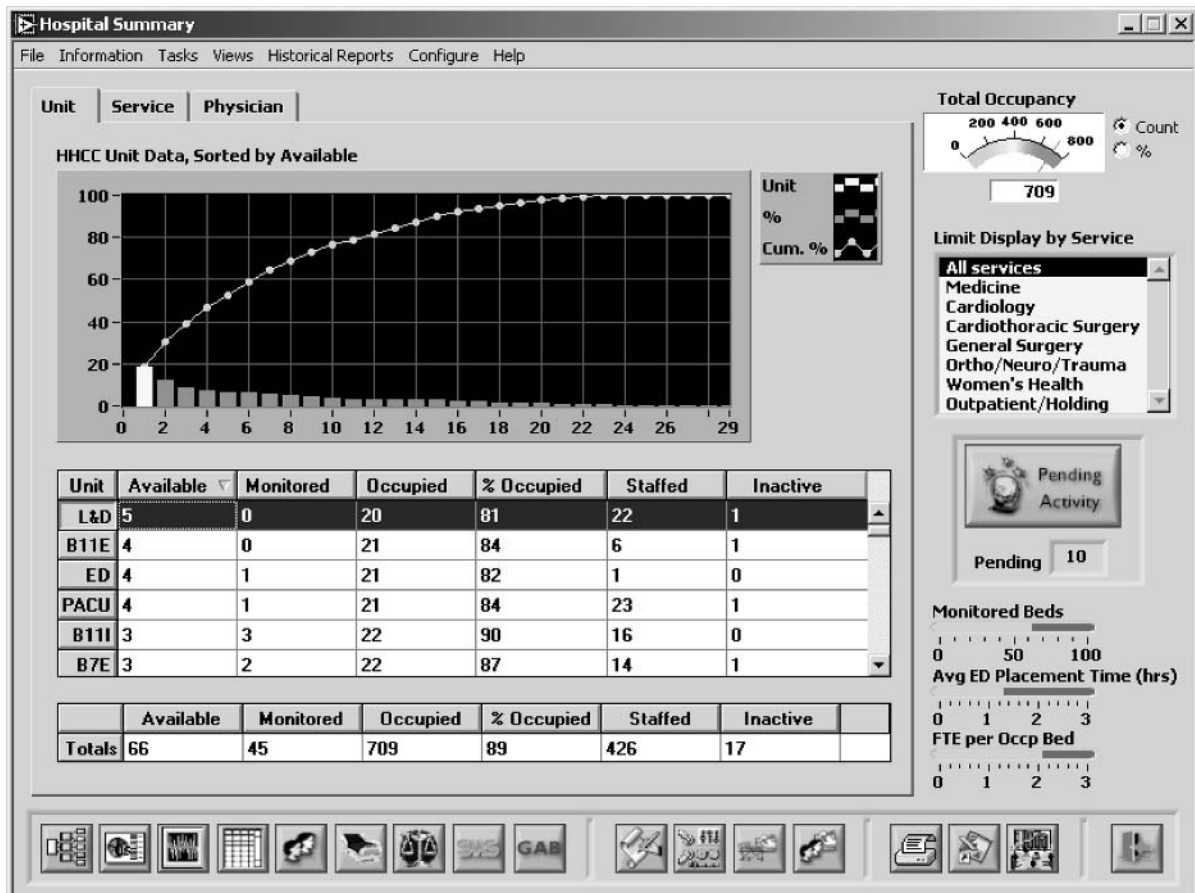 Hospital Summary
File Information Tasks Views Historical Reports Configure Help
Unit Service Physician
HHCC Unit Data, Sorted by Available
100
80
60
40
20
0
0 2 4 6 8 10 12 14 16 18 20 22 24 26 29
Unit
%
Cum. %
Unit Available Monitored Occupied % Occupied Staffed Inactive
L&D 5 0 20 81 22 1
B11E 4 0 21 84 6 1
ED 4 1 21 82 1 0
PACU 4 1 21 84 23 1
B11I 3 3 22 90 16 0
B7E 3 2 22 87 14 1
Available Monitored Occupied % Occupied Staffed Inactive
Totals 66 45 709 89 426 17
Total Occupancy
0 200 400 600 800
Count
%
709
Limit Display by Service
All services
Medicine
Cardiology
Cardiothoracic Surgery
General Surgery
Ortho/Neuro/Trauma
Women's Health
Outpatient/Holding
Pending
Activity
Pending 10
Monitored Beds
0 50 100
Avg ED Placement Time (hrs)
0 1 2 3
FTE per Occp Bed
0 1 2 3
SMS GAB